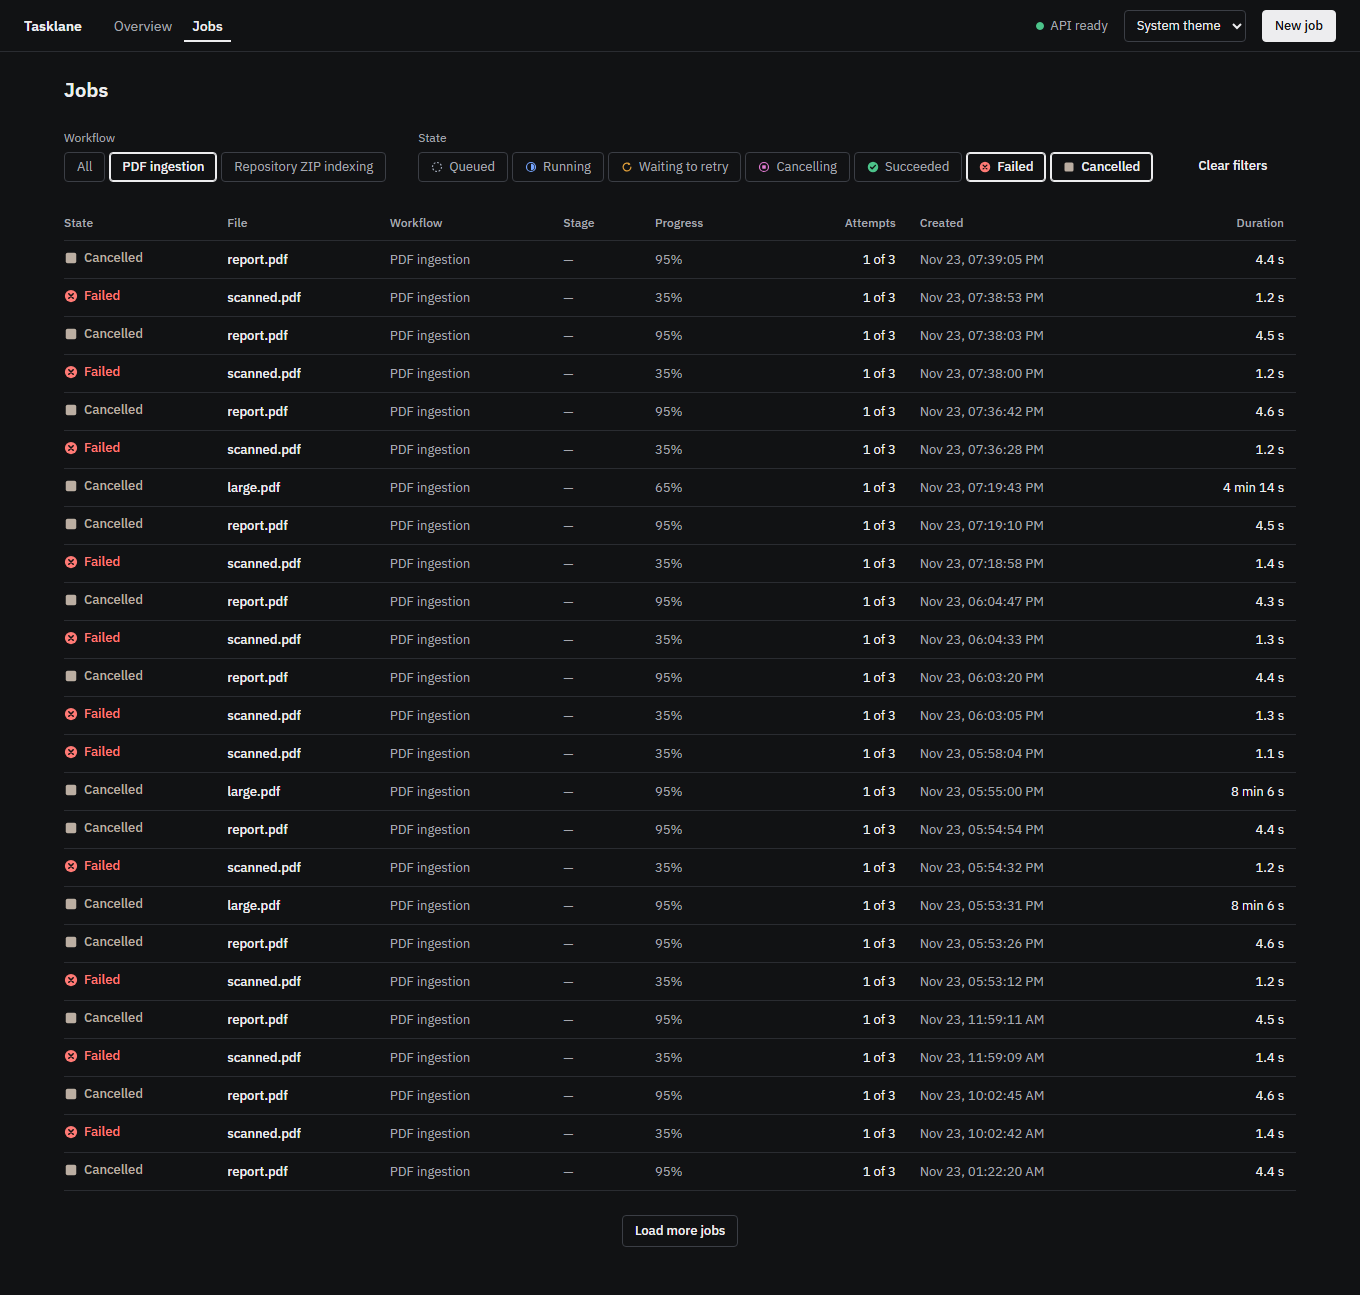 Tasklane Overview Jobs API ready System theme New job
Jobs
Workflow State
All PDF ingestion Repository ZIP indexing Queued Running Waiting to retry Cancelling Succeeded Failed Cancelled Clear filters
State File Workflow Stage Progress Attempts Created Duration
Cancelled report.pdf PDF ingestion — 95% 1 of 3 Nov 23, 07:39:05 PM 4.4 s
Failed scanned.pdf PDF ingestion — 35% 1 of 3 Nov 23, 07:38:53 PM 1.2 s
Cancelled report.pdf PDF ingestion — 95% 1 of 3 Nov 23, 07:38:03 PM 4.5 s
Failed scanned.pdf PDF ingestion — 35% 1 of 3 Nov 23, 07:38:00 PM 1.2 s
Cancelled report.pdf PDF ingestion — 95% 1 of 3 Nov 23, 07:36:42 PM 4.6 s
Failed scanned.pdf PDF ingestion — 35% 1 of 3 Nov 23, 07:36:28 PM 1.2 s
Cancelled large.pdf PDF ingestion — 65% 1 of 3 Nov 23, 07:19:43 PM 4 min 14 s
Cancelled report.pdf PDF ingestion — 95% 1 of 3 Nov 23, 07:19:10 PM 4.5 s
Failed scanned.pdf PDF ingestion — 35% 1 of 3 Nov 23, 07:18:58 PM 1.4 s
Cancelled report.pdf PDF ingestion — 95% 1 of 3 Nov 23, 06:04:47 PM 4.3 s
Failed scanned.pdf PDF ingestion — 35% 1 of 3 Nov 23, 06:04:33 PM 1.3 s
Cancelled report.pdf PDF ingestion — 95% 1 of 3 Nov 23, 06:03:20 PM 4.4 s
Failed scanned.pdf PDF ingestion — 35% 1 of 3 Nov 23, 06:03:05 PM 1.3 s
Failed scanned.pdf PDF ingestion — 35% 1 of 3 Nov 23, 05:58:04 PM 1.1 s
Cancelled large.pdf PDF ingestion — 95% 1 of 3 Nov 23, 05:55:00 PM 8 min 6 s
Cancelled report.pdf PDF ingestion — 95% 1 of 3 Nov 23, 05:54:54 PM 4.4 s
Failed scanned.pdf PDF ingestion — 35% 1 of 3 Nov 23, 05:54:32 PM 1.2 s
Cancelled large.pdf PDF ingestion — 95% 1 of 3 Nov 23, 05:53:31 PM 8 min 6 s
Cancelled report.pdf PDF ingestion — 95% 1 of 3 Nov 23, 05:53:26 PM 4.6 s
Failed scanned.pdf PDF ingestion — 35% 1 of 3 Nov 23, 05:53:12 PM 1.2 s
Cancelled report.pdf PDF ingestion — 95% 1 of 3 Nov 23, 11:59:11 AM 4.5 s
Failed scanned.pdf PDF ingestion — 35% 1 of 3 Nov 23, 11:59:09 AM 1.4 s
Cancelled report.pdf PDF ingestion — 95% 1 of 3 Nov 23, 10:02:45 AM 4.6 s
Failed scanned.pdf PDF ingestion — 35% 1 of 3 Nov 23, 10:02:42 AM 1.4 s
Cancelled report.pdf PDF ingestion — 95% 1 of 3 Nov 23, 01:22:20 AM 4.4 s
Load more jobs